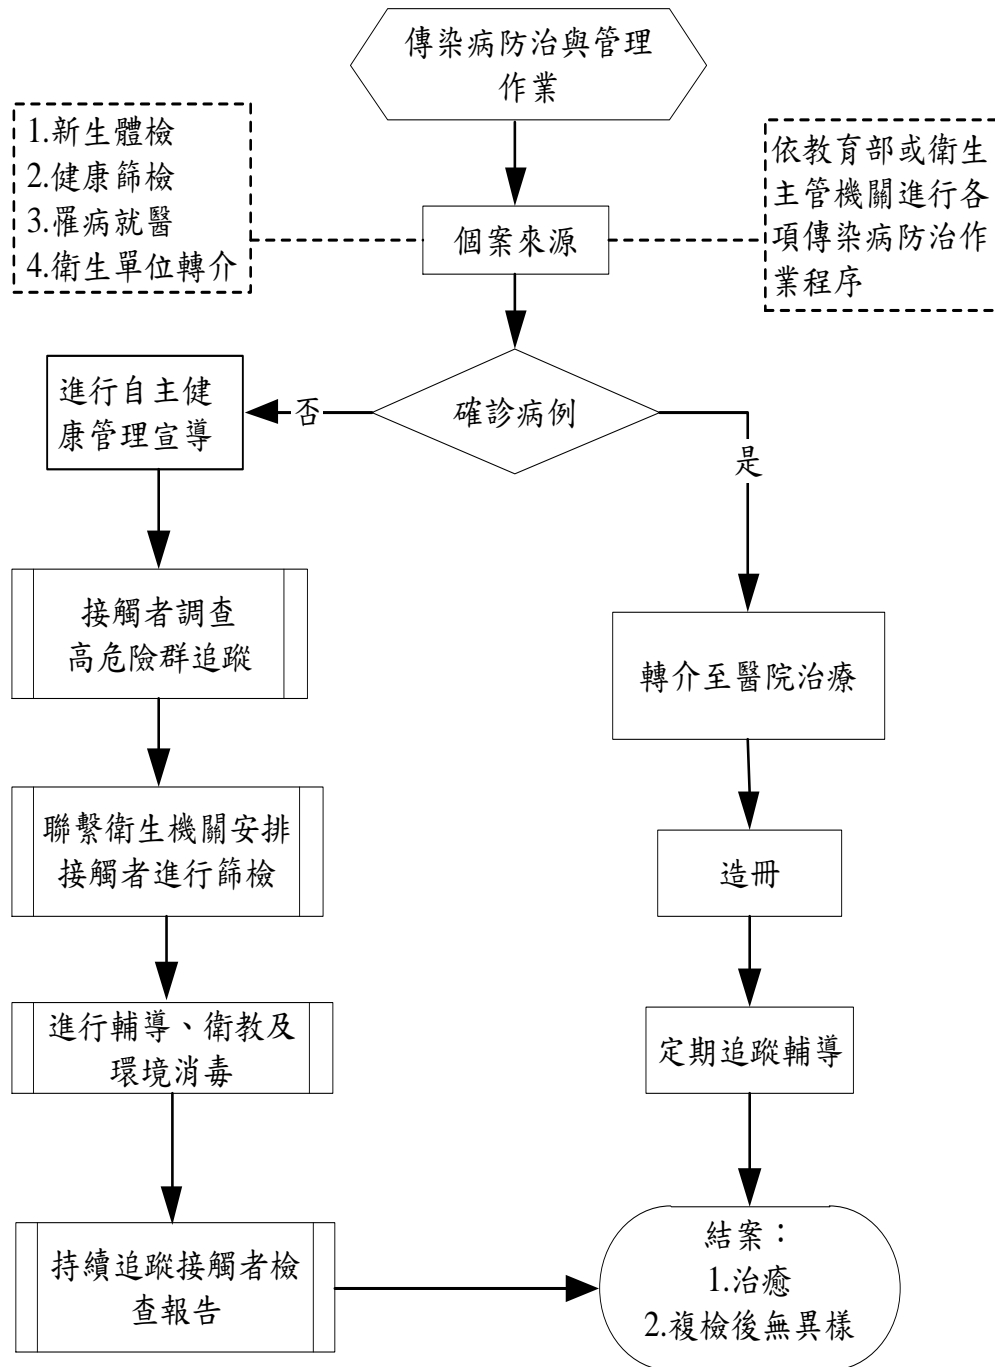 傳染病防治與管理
作業
1.新生體檢
2.健康篩檢
3.罹病就醫
4.衛生單位轉介
個案來源
依教育部或衛生
主管機關進行各
項傳染病防治作
業程序
確診病例
否
是
進行自主健
康管理宣導
接觸者調查
高危險群追蹤
轉介至醫院治療
聯繫衛生機關安排
接觸者進行篩檢
造冊
進行輔導、衛教及
環境消毒
定期追蹤輔導
持續追蹤接觸者檢
查報告
結案：
1.治癒
2.複檢後無異樣